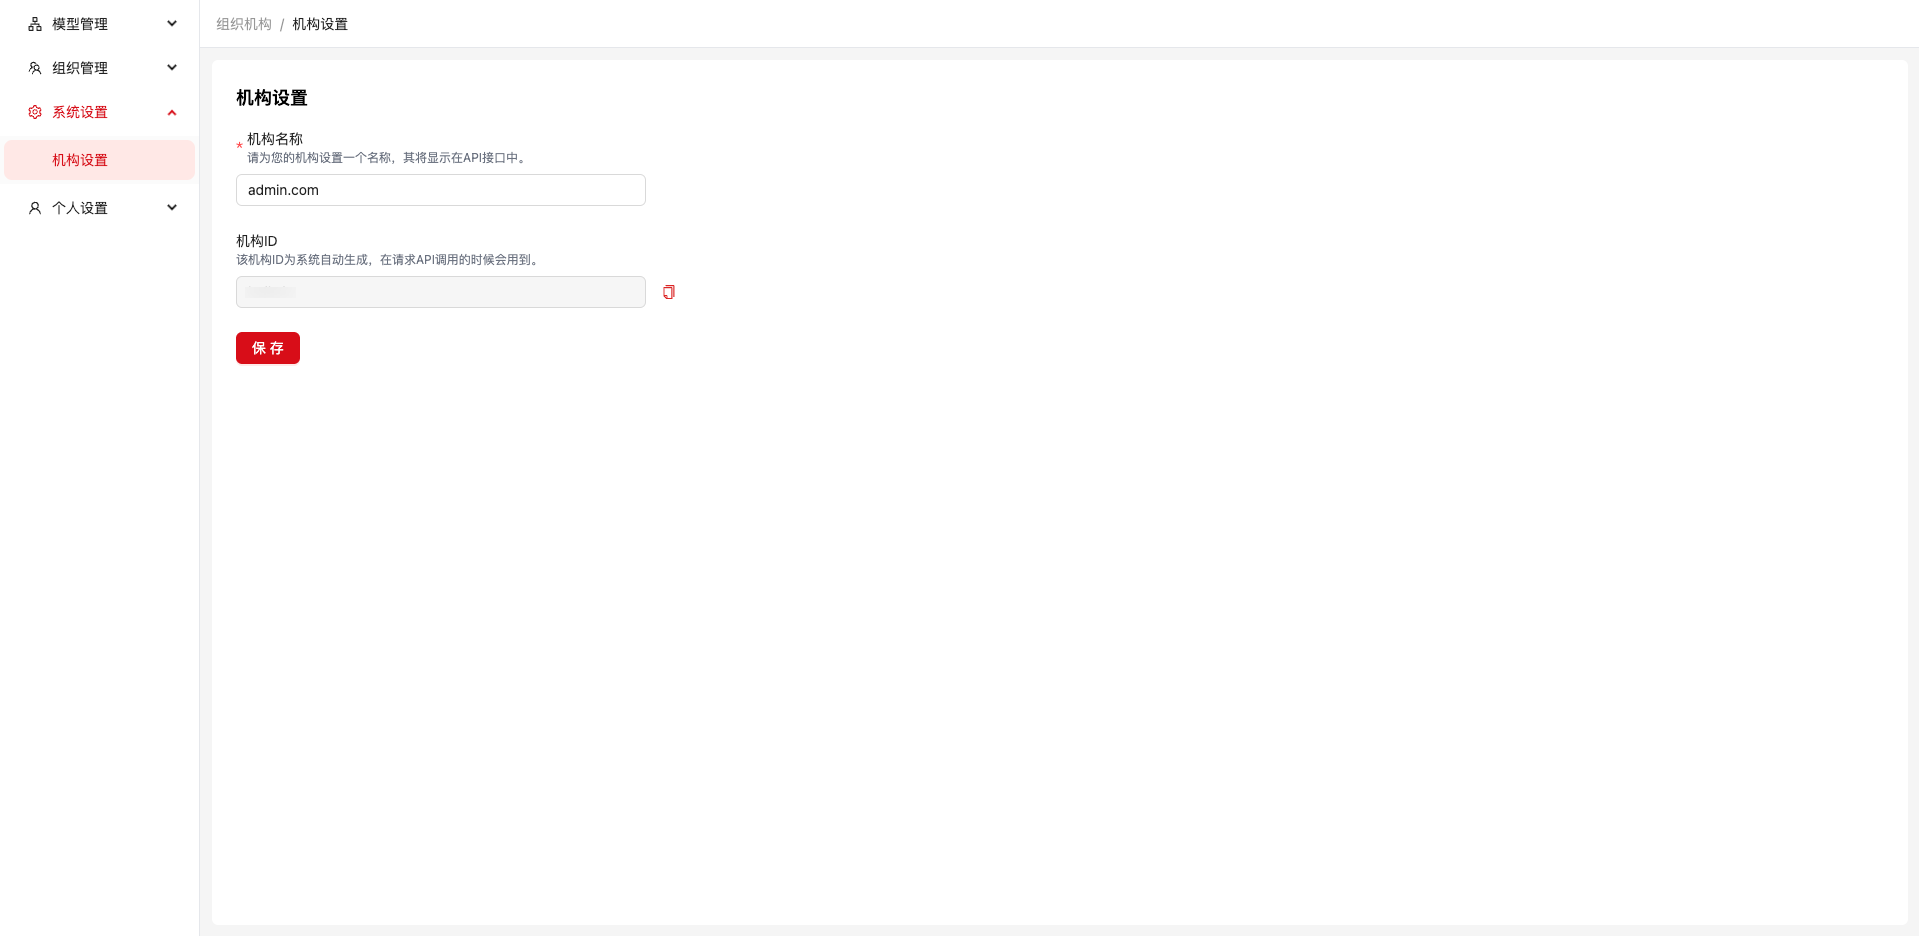 模型管理
组织管理
系统设置
机构设置
个人设置
组织机构 / 机构设置
机构设置
* 机构名称
请为您的机构设置一个名称，其将显示在API接口中。
admin.com
机构ID
该机构ID为系统自动生成，在请求API调用的时候会用到。
保 存